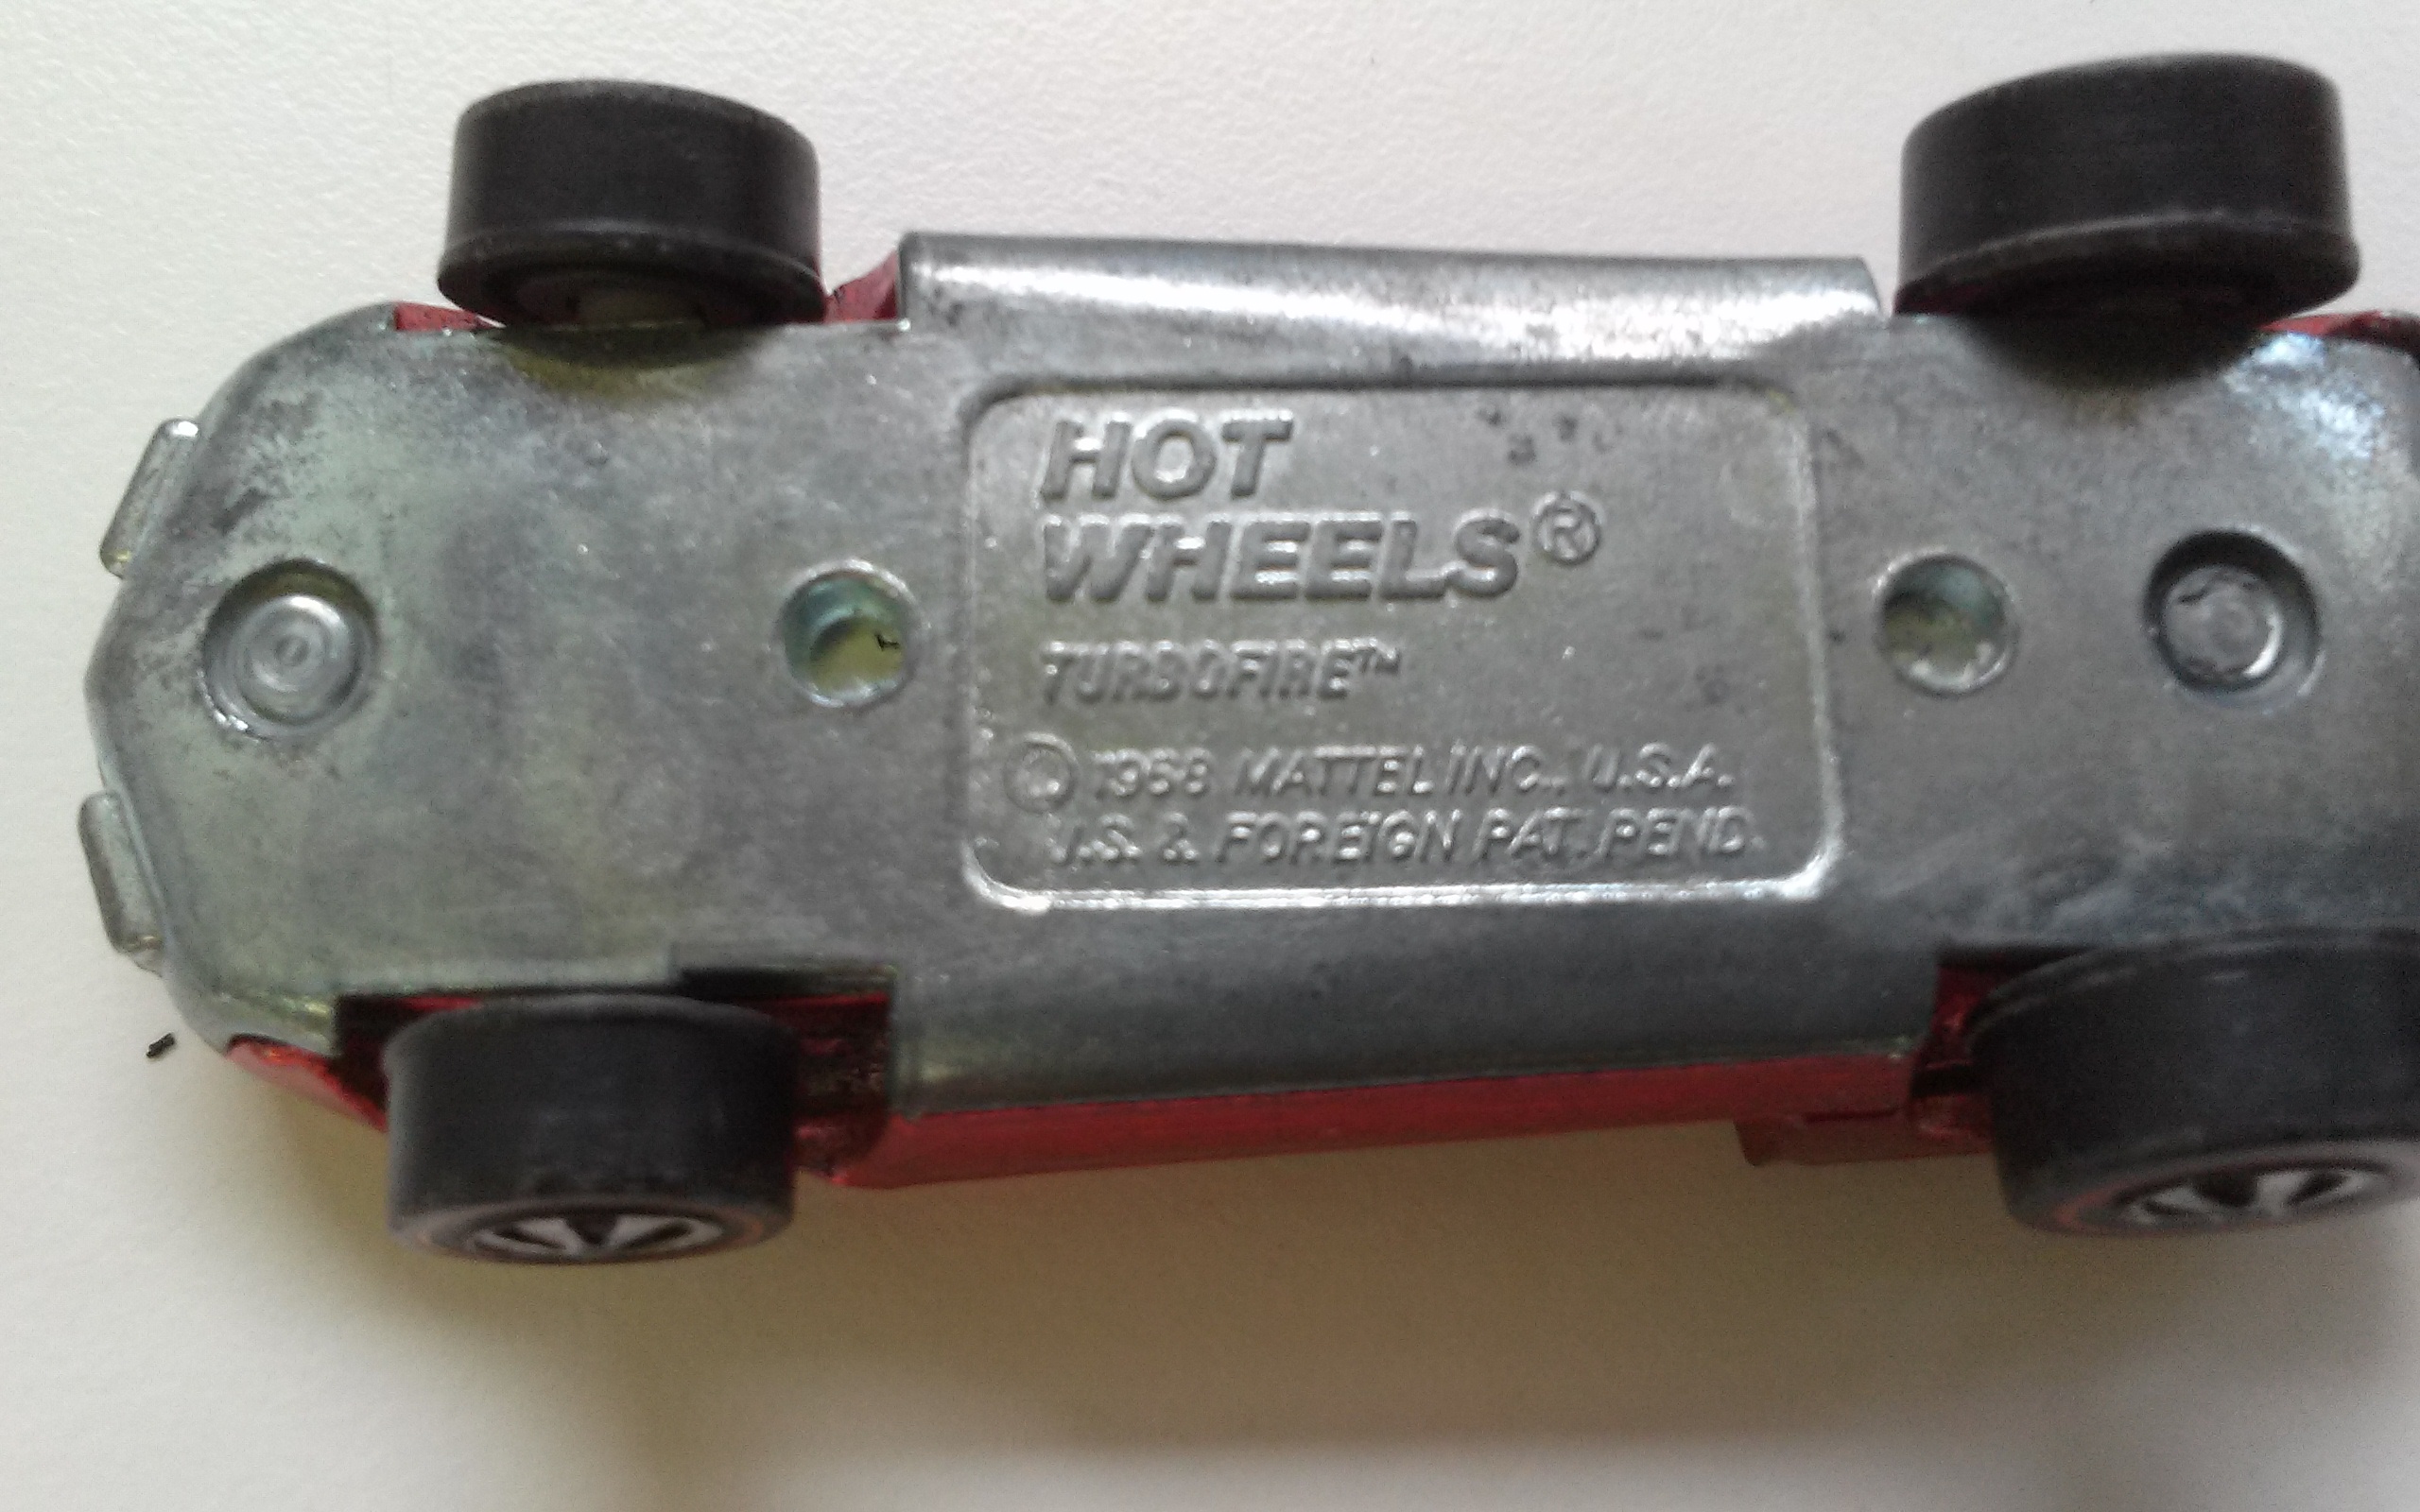 HOT
WHEELS®
TURBOFIRE™
© 1968 MATTEL INC., U.S.A.
U.S. & FOREIGN PAT. PEND.